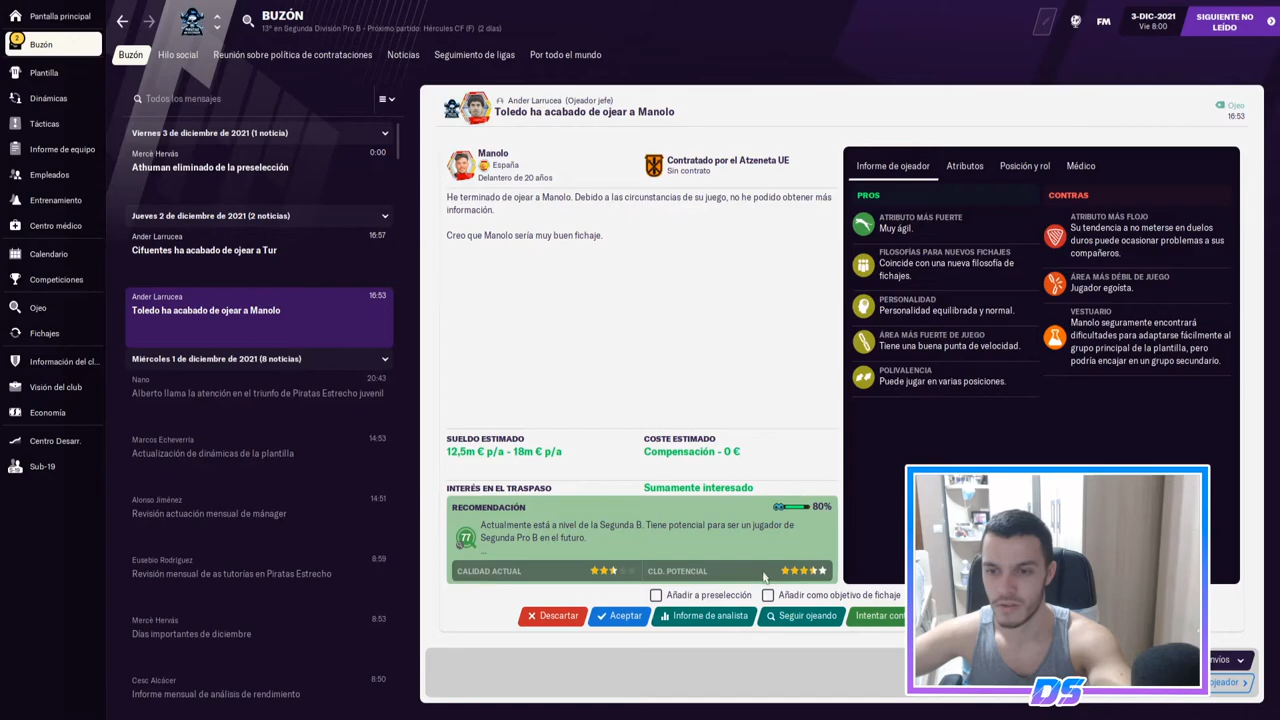 Pantalla principal
2
Buzón
Plantilla
Dinámicas
Tácticas
Informe de equipo
Empleados
Entrenamiento
Centro médico
Calendario
Competiciones
Ojeo
Fichajes
Información del cl...
Visión del club
Economía
Centro Desarr.
Sub-19
BUZÓN
13º en Segunda División Pro B - Próximo partido: Hércules CF (F) (2 días)
FM
3-DIC-2021
Vie 8:00
SIGUIENTE NO
LEÍDO
Buzón
Hilo social
Reunión sobre política de contrataciones
Noticias
Seguimiento de ligas
Por todo el mundo
Todos los mensajes
Viernes 3 de diciembre de 2021 (1 noticia)
Mercè Hervás
0:00
Athuman eliminado de la preselección
Jueves 2 de diciembre de 2021 (2 noticias)
Ander Larrucea
16:57
Cifuentes ha acabado de ojear a Tur
Ander Larrucea
16:53
Toledo ha acabado de ojear a Manolo
Miércoles 1 de diciembre de 2021 (8 noticias)
Nano
20:43
Alberto llama la atención en el triunfo de Piratas Estrecho juvenil
Marcos Echeverría
14:53
Actualización de dinámicas de la plantilla
Alonso Jiménez
14:51
Revisión actuación mensual de mánager
Eusebio Rodríguez
8:59
Revisión mensual de as tutorías en Piratas Estrecho
Mercè Hervás
8:53
Días importantes de diciembre
Cesc Alcácer
8:50
Informe mensual de análisis de rendimiento
Ander Larrucea (Ojeador jefe)
Toledo ha acabado de ojear a Manolo
Ojeo
16:53
Manolo
España
Delantero de 20 años
Contratado por el Atzeneta UE
Sin contrato
He terminado de ojear a Manolo. Debido a las circunstancias de su juego, no he podido obtener más
información.
Creo que Manolo sería muy buen fichaje.
SUELDO ESTIMADO
12,5m € p/a - 18m € p/a
COSTE ESTIMADO
Compensación - 0 €
INTERÉS EN EL TRASPASO
Sumamente interesado
RECOMENDACIÓN
80%
77
Actualmente está a nivel de la Segunda B. Tiene potencial para ser un jugador de
Segunda Pro B en el futuro.
...
CALIDAD ACTUAL
CLD. POTENCIAL
Añadir a preselección
Añadir como objetivo de fichaje
Descartar
Aceptar
Informe de analista
Seguir ojeando
Intentar cont
Informe de ojeador
Atributos
Posición y rol
Médico
PROS
ATRIBUTO MÁS FUERTE
Muy ágil.
FILOSOFÍAS PARA NUEVOS FICHAJES
Coincide con una nueva filosofía de
fichajes.
PERSONALIDAD
Personalidad equilibrada y normal.
ÁREA MÁS FUERTE DE JUEGO
Tiene una buena punta de velocidad.
POLIVALENCIA
Puede jugar en varias posiciones.
CONTRAS
ATRIBUTO MÁS FLOJO
Su tendencia a no meterse en duelos
duros puede ocasionar problemas a sus
compañeros.
ÁREA MÁS DÉBIL DE JUEGO
Jugador egoísta.
VESTUARIO
Manolo seguramente encontrará
dificultades para adaptarse fácilmente al
grupo principal de la plantilla, pero
podría encajar en un grupo secundario.
nvíos
ojeador
DS